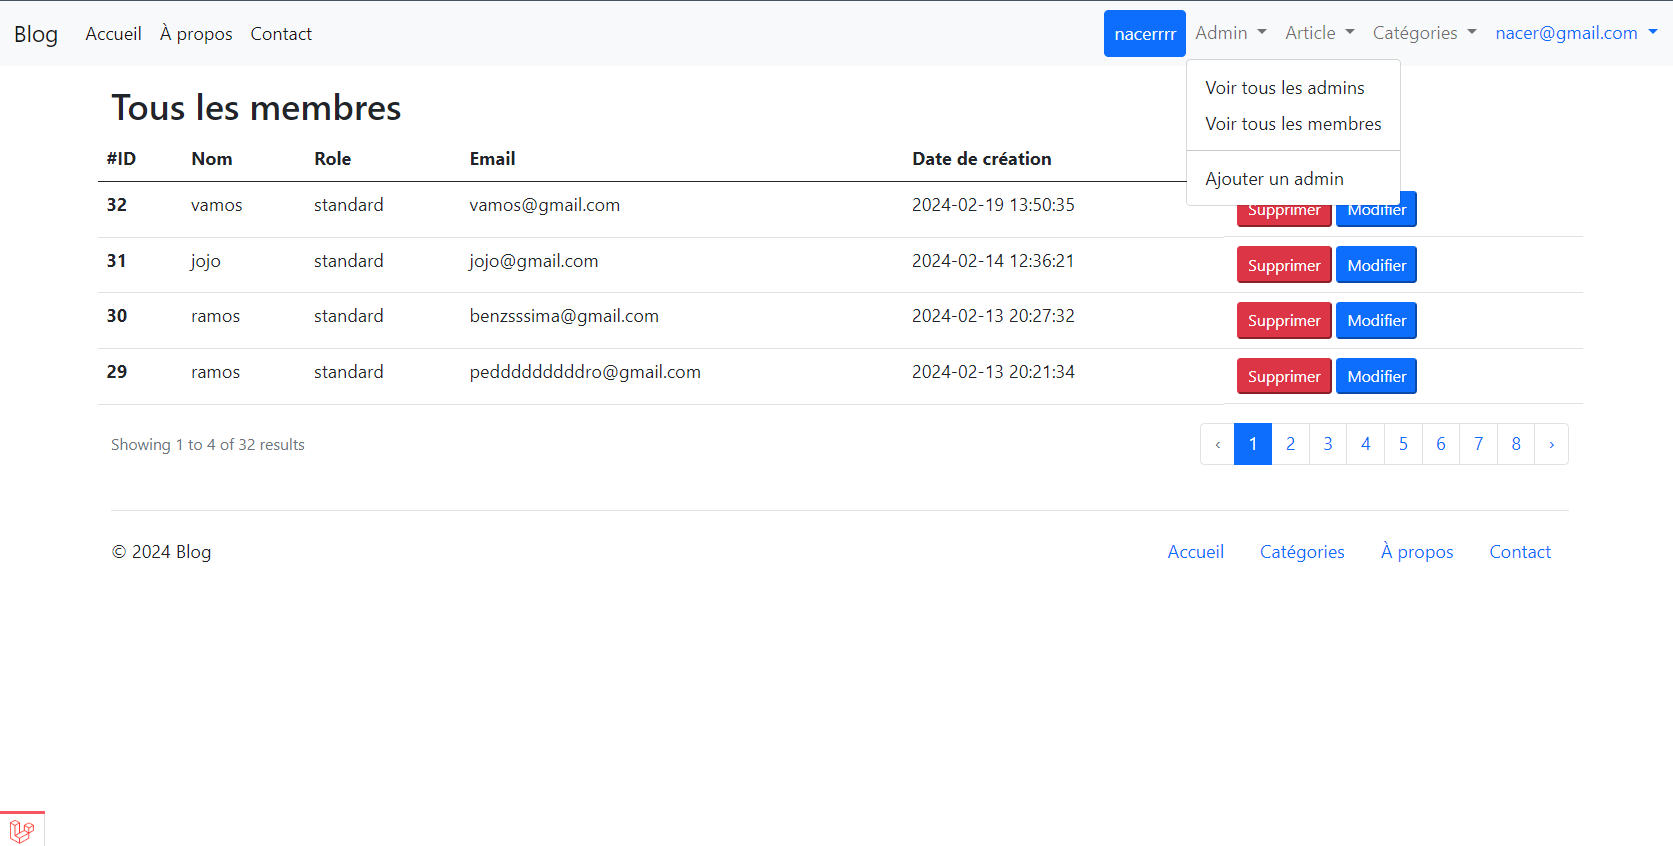 Blog Accueil À propos Contact nacerrrr Admin Article Catégories nacer@gmail.com
Voir tous les admins
Voir tous les membres
Ajouter un admin
Tous les membres
#ID Nom Role Email Date de création
32 vamos standard vamos@gmail.com 2024-02-19 13:50:35 Supprimer Modifier
31 jojo standard jojo@gmail.com 2024-02-14 12:36:21 Supprimer Modifier
30 ramos standard benzsssima@gmail.com 2024-02-13 20:27:32 Supprimer Modifier
29 ramos standard pedddddddddro@gmail.com 2024-02-13 20:21:34 Supprimer Modifier
Showing 1 to 4 of 32 results ‹ 1 2 3 4 5 6 7 8 ›
© 2024 Blog Accueil Catégories À propos Contact